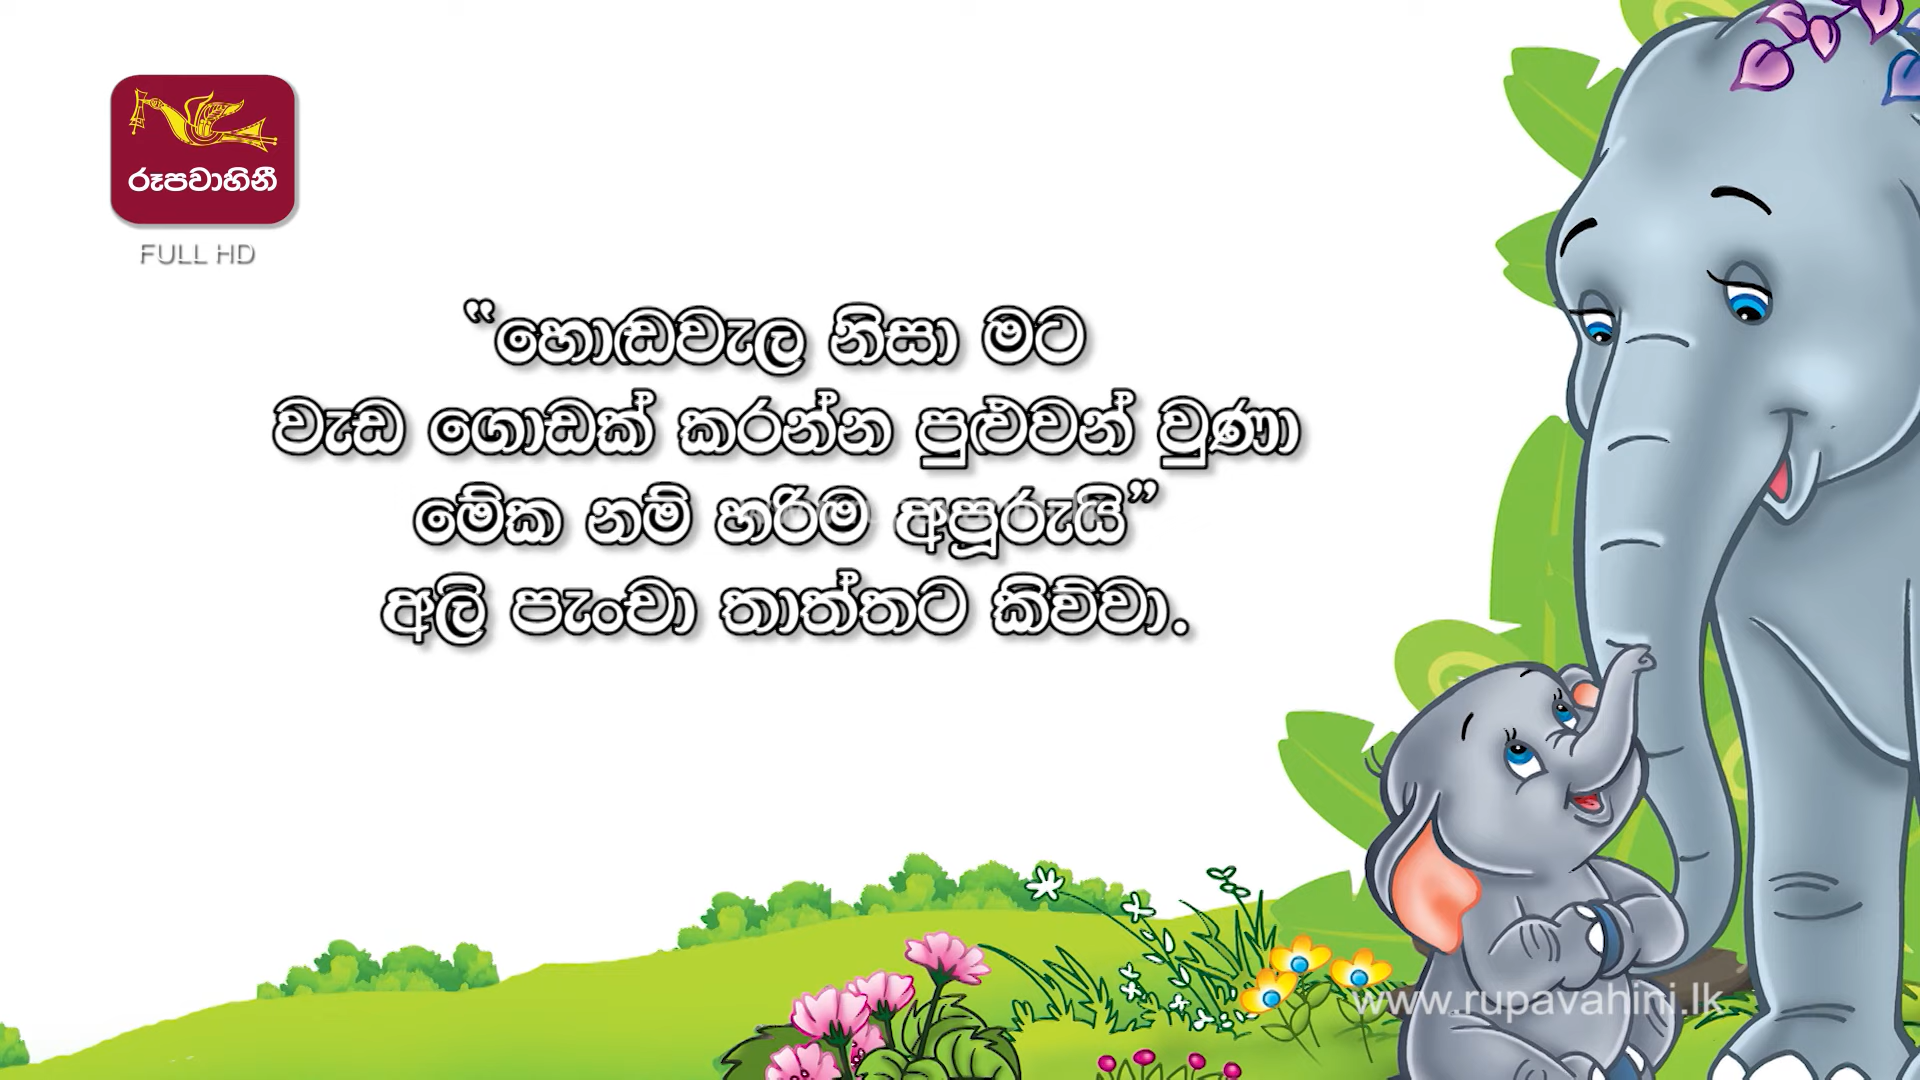 රූපවාහිනී
FULL HD
“හොඬවැල නිසා මට
වැඩ ගොඩක් කරන්න පුළුවන් වුණා
මේක නම් හරිම අපූරුයි”
අලි පැංචා තාත්තට කිව්වා.
www.rupavahini.lk